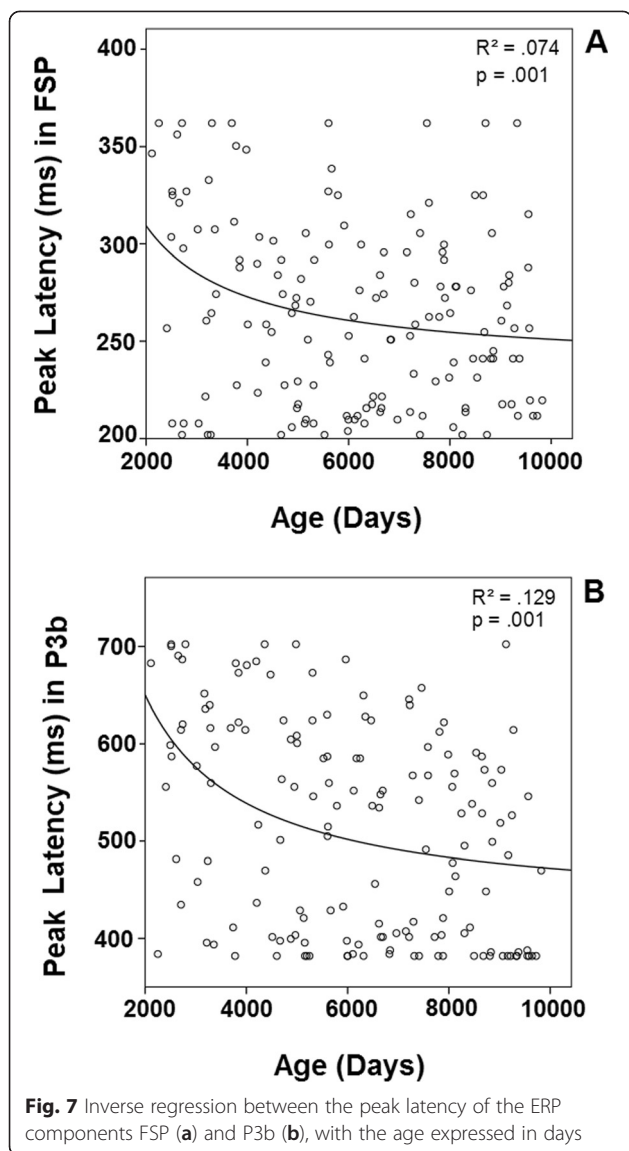 A
R² = .074
p = .001
400
350
300
250
200
Peak Latency (ms) in FSP
2000 4000 6000 8000 10000
Age (Days)
B
R² = .129
p = .001
700
600
500
400
Peak Latency (ms) in P3b
2000 4000 6000 8000 10000
Age (Days)
Fig. 7 Inverse regression between the peak latency of the ERP
components FSP (a) and P3b (b), with the age expressed in days